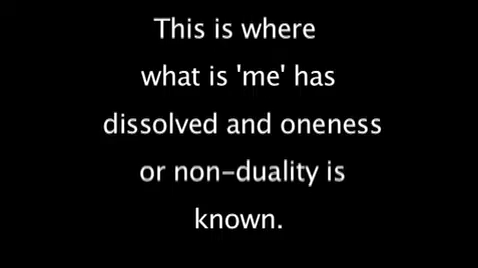 This is where
what is 'me' has
dissolved and oneness
or non-duality is
known.